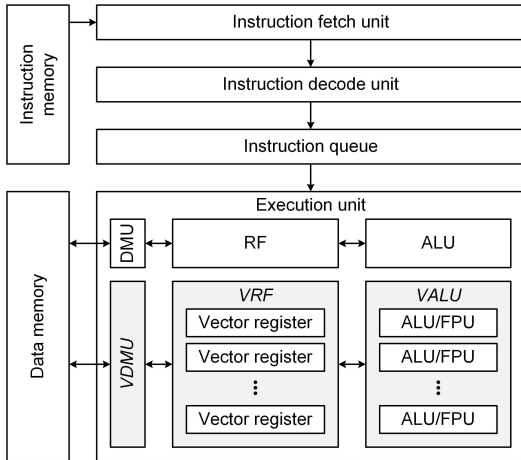 Instruction memory
Instruction fetch unit
Instruction decode unit
Instruction queue
Data memory
Execution unit
DMU
RF
ALU
VDMU
VRF
Vector register
Vector register
Vector register
VALU
ALU/FPU
ALU/FPU
ALU/FPU